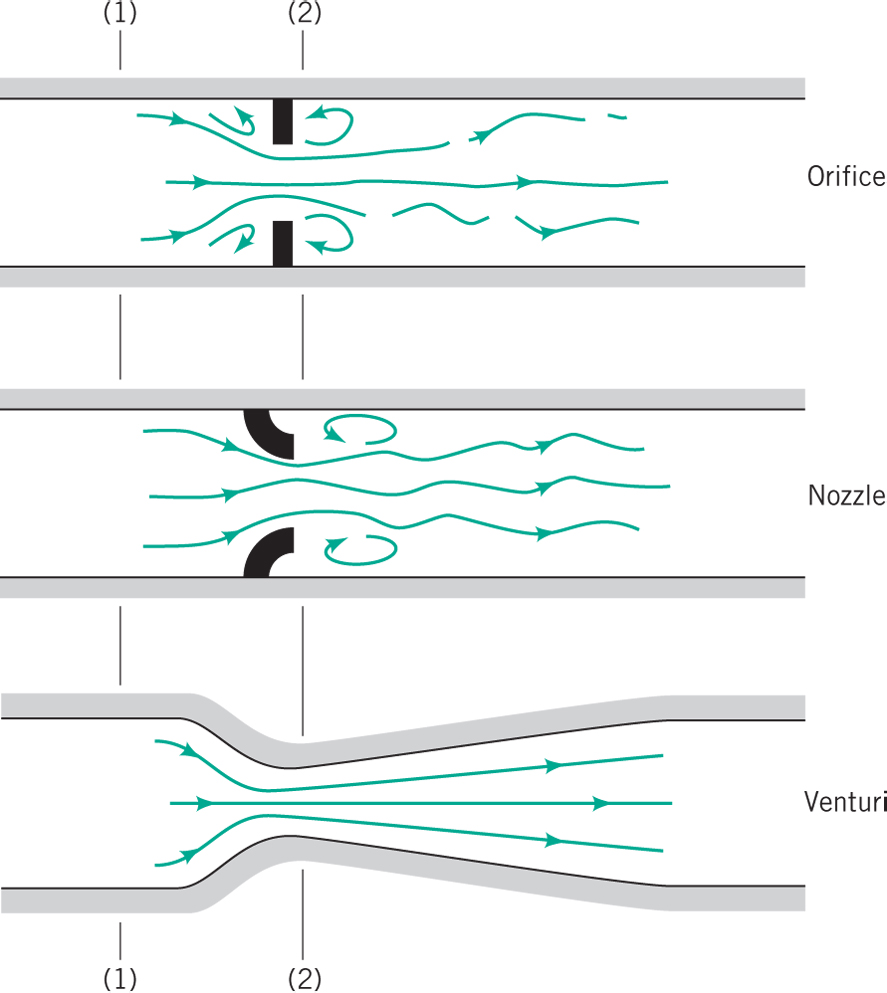 (1) (2)
Orifice
Nozzle
Venturi
(1) (2)